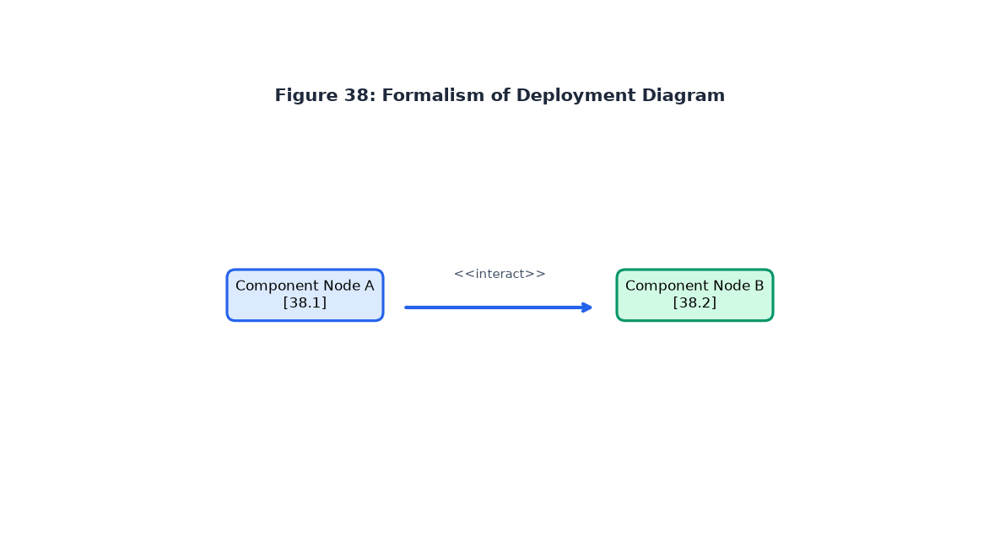 Figure 38: Formalism of Deployment Diagram
<<interact>>
Component Node A
[38.1]
Component Node B
[38.2]